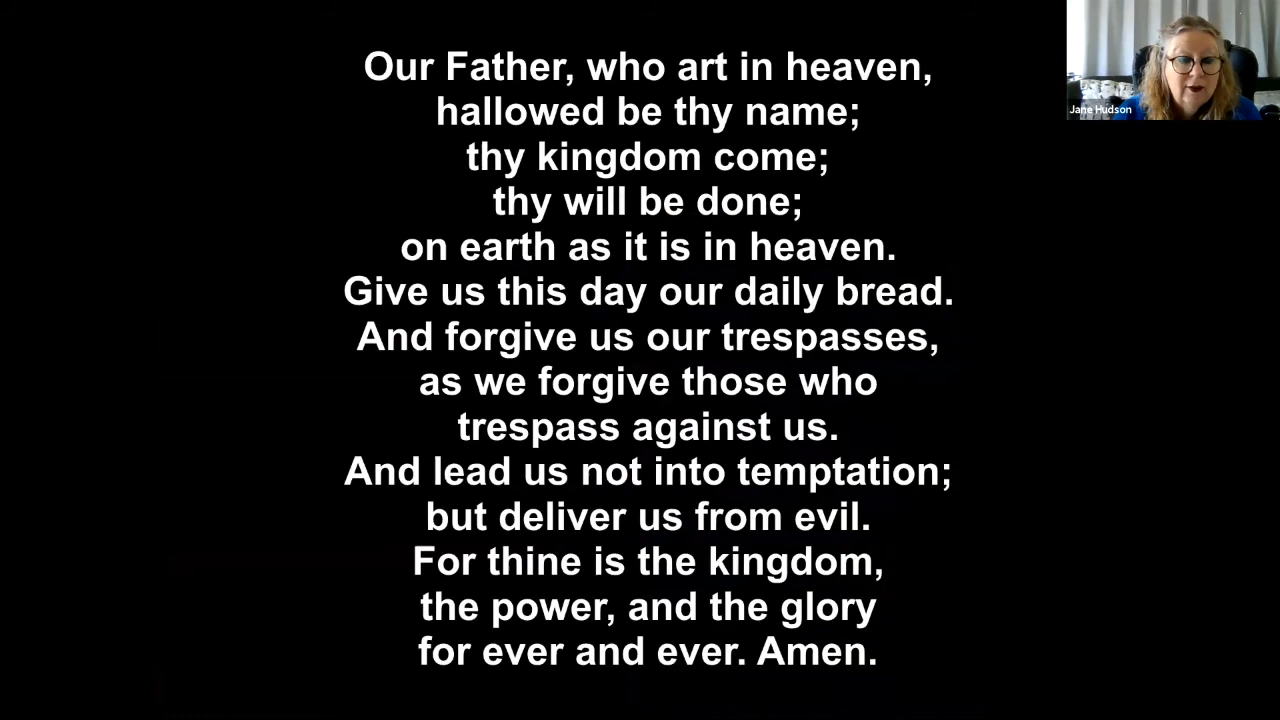 Our Father, who art in heaven,
hallowed be thy name;
thy kingdom come;
thy will be done;
on earth as it is in heaven.
Give us this day our daily bread.
And forgive us our trespasses,
as we forgive those who
trespass against us.
And lead us not into temptation;
but deliver us from evil.
For thine is the kingdom,
the power, and the glory
for ever and ever. Amen.
Jane Hudson